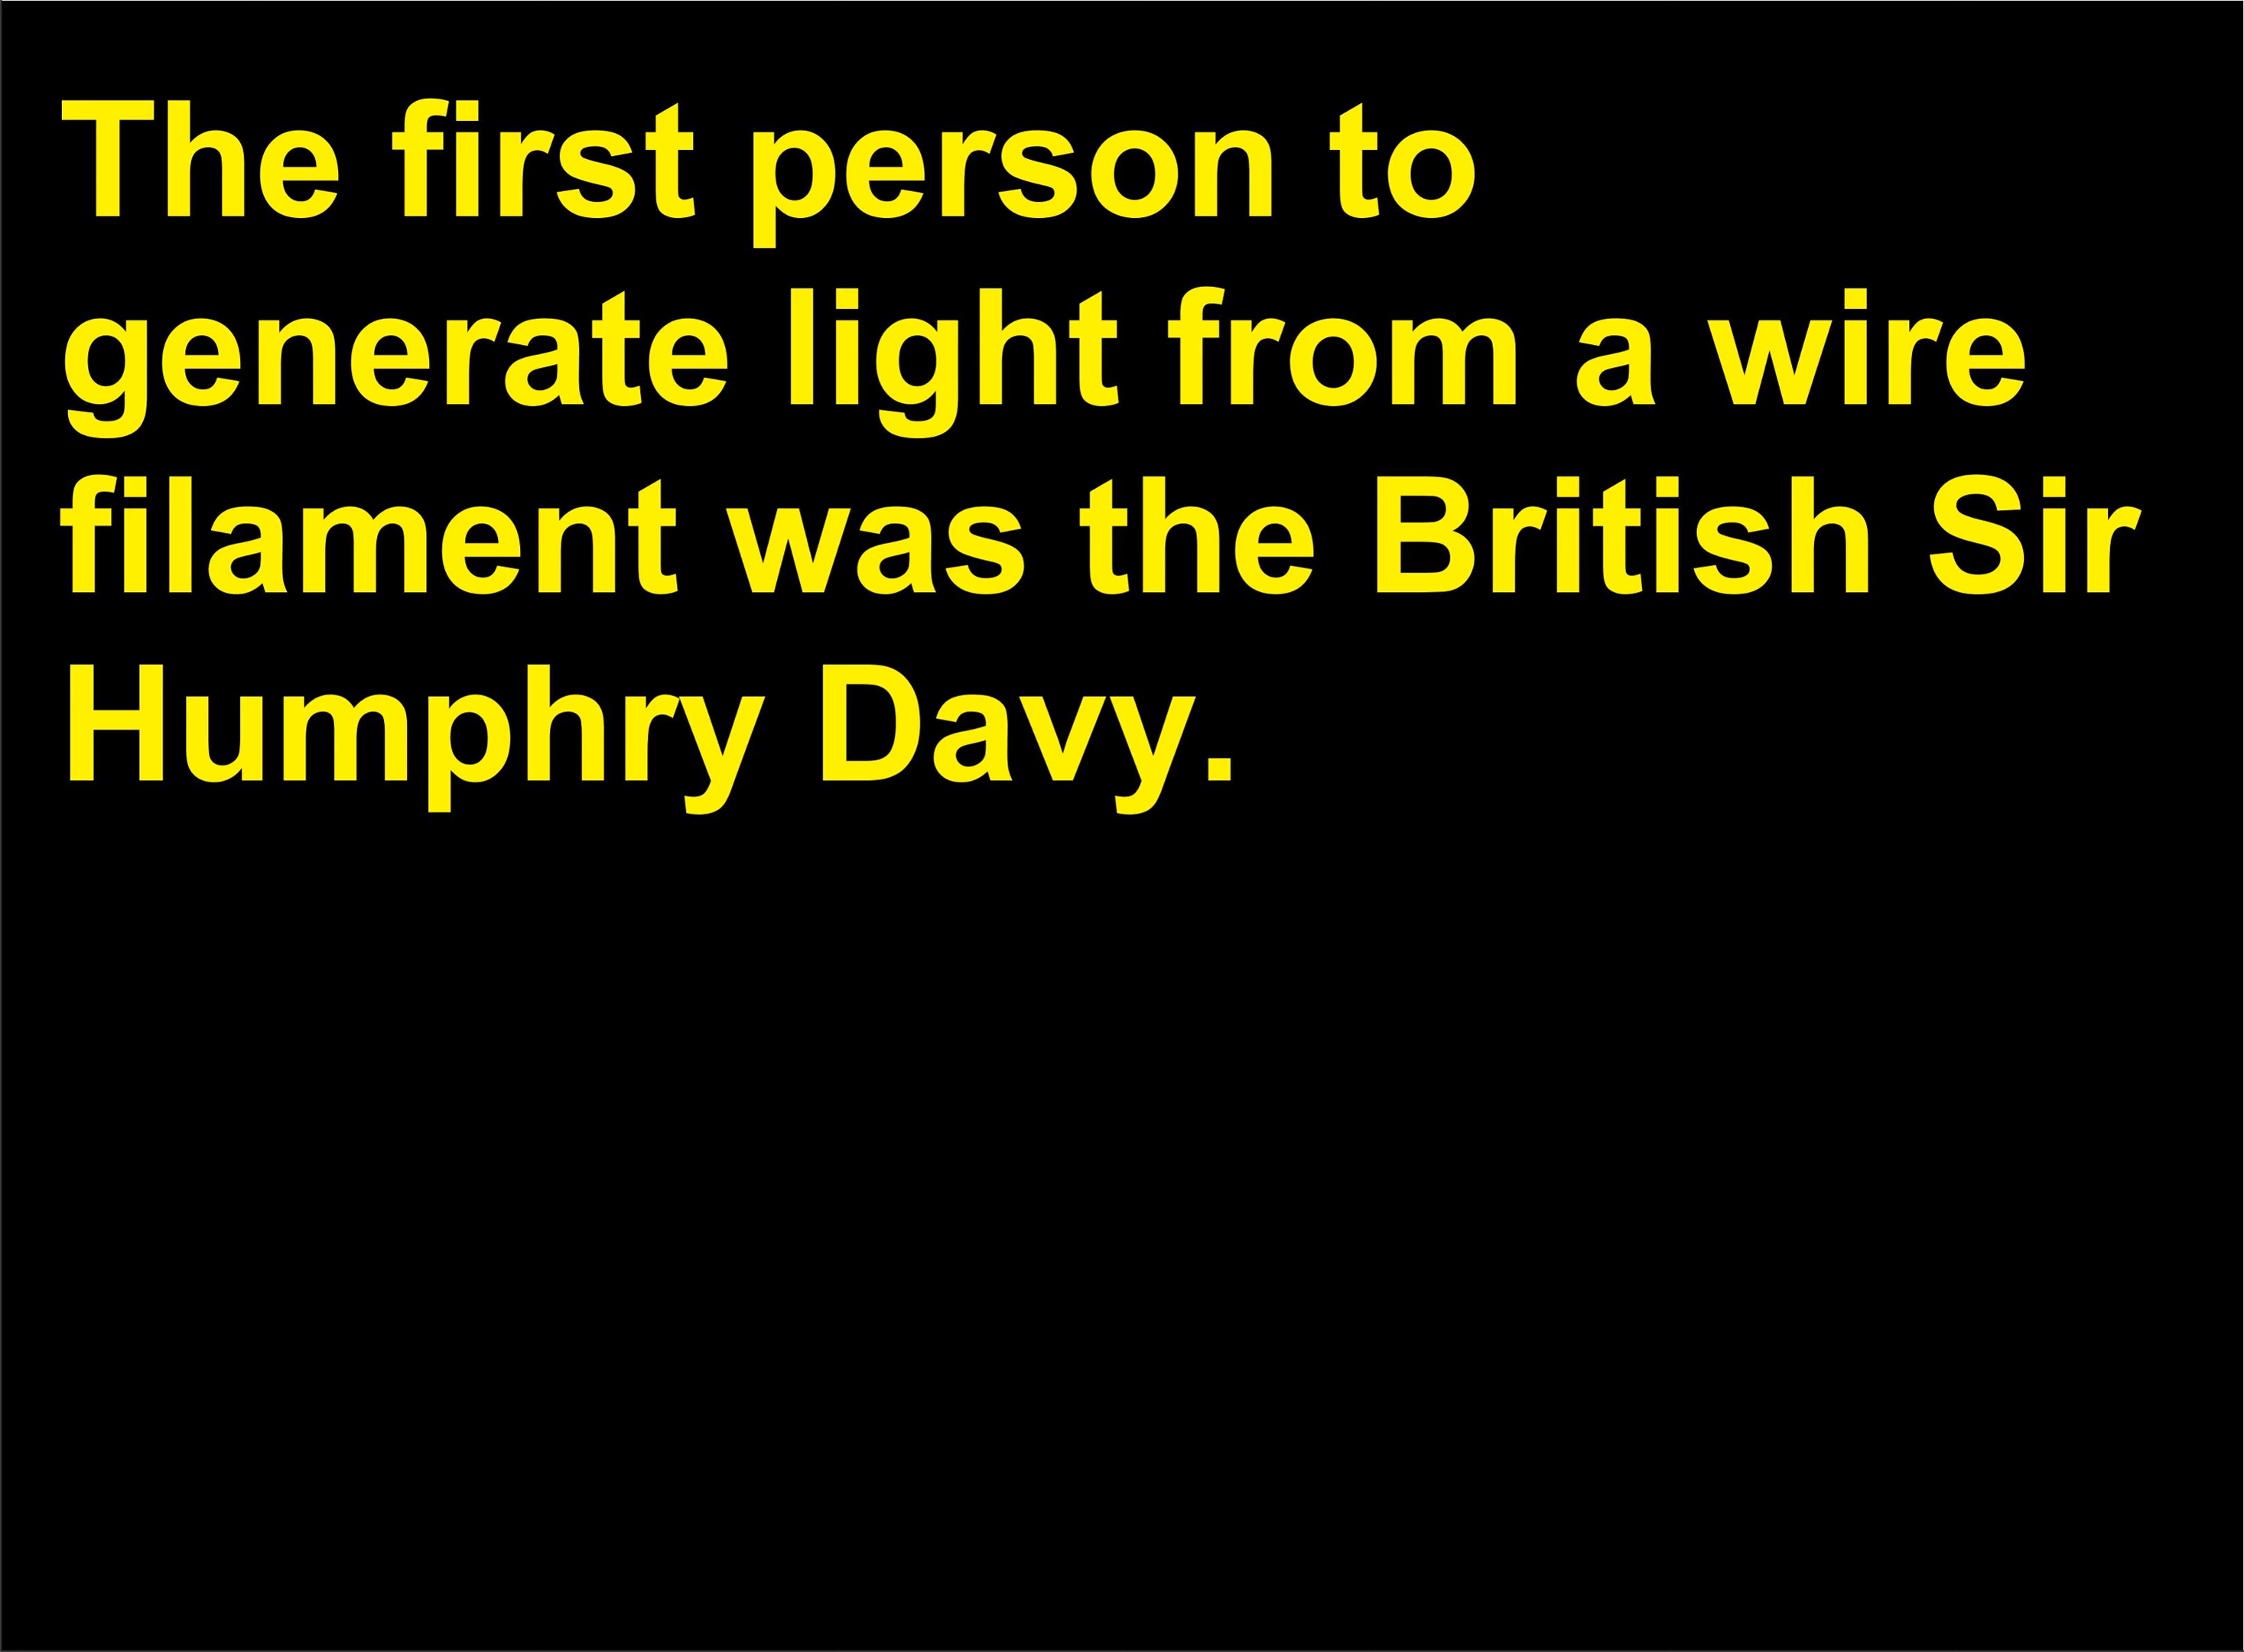 The first person to
generate light from a wire
filament was the British Sir
Humphry Davy.